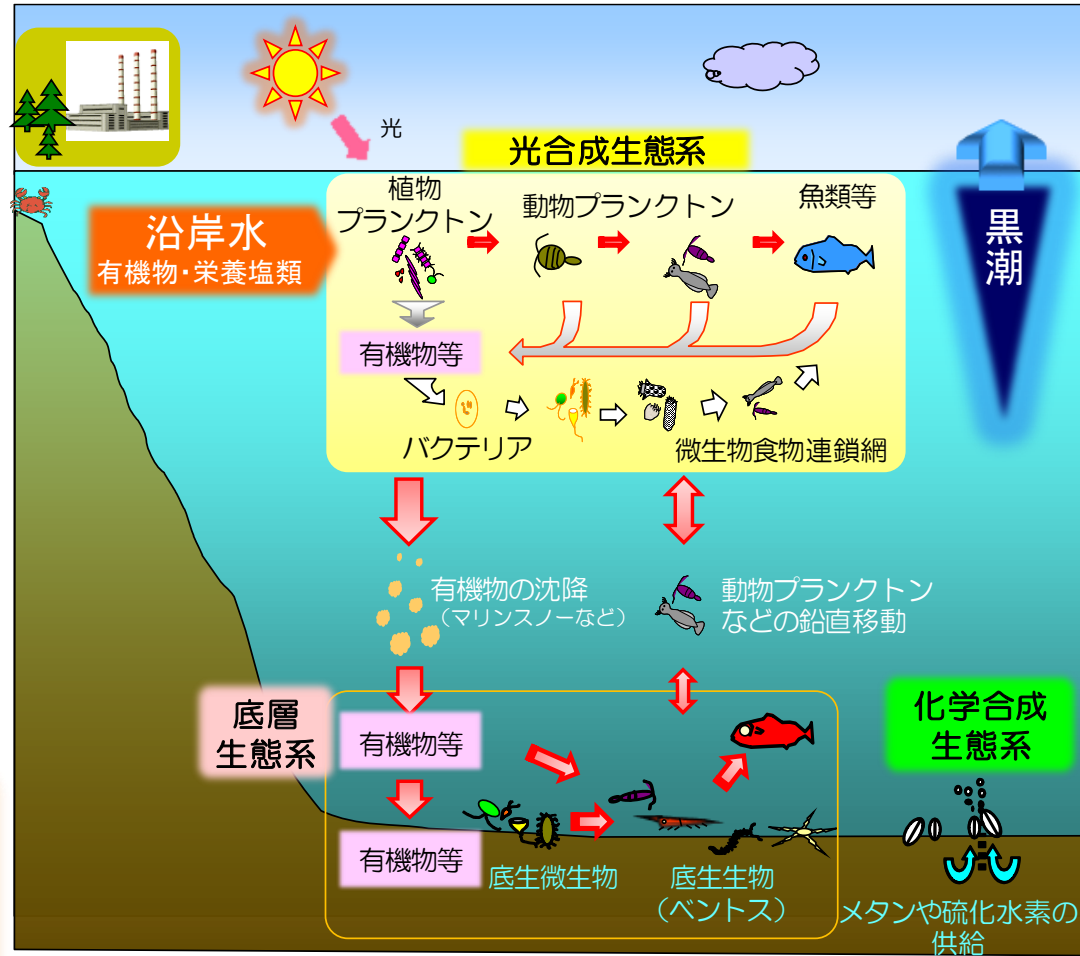 光
光合成生態系
植物
プランクトン
動物プランクトン
魚類等
沿岸水
有機物・栄養塩類
黒潮
有機物等
バクテリア
微生物食物連鎖網
有機物の沈降
（マリンスノーなど）
動物プランクトン
などの鉛直移動
底層
生態系
有機物等
化学合成
生態系
有機物等
底生微生物
底生生物
（ベントス）
メタンや硫化水素の
供給